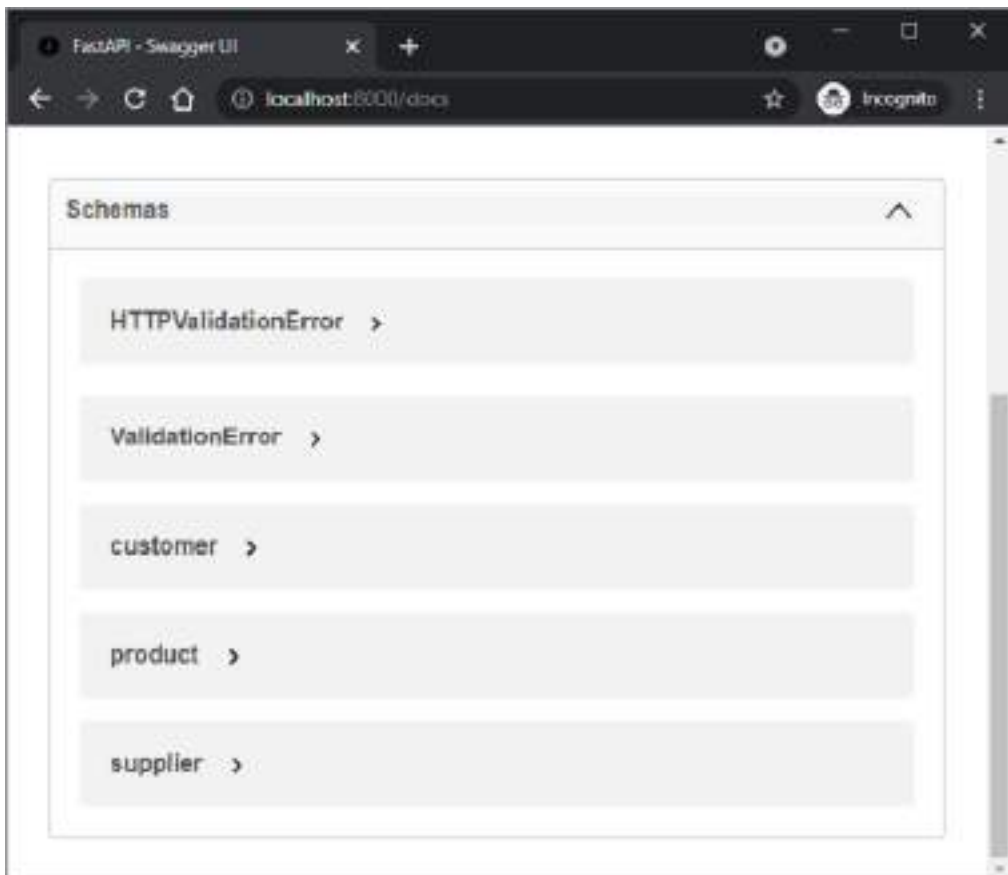 FastAPI - Swagger UI
localhost:8000/docs
Incognito
Schemas
HTTPValidationError
ValidationError
customer
product
supplier